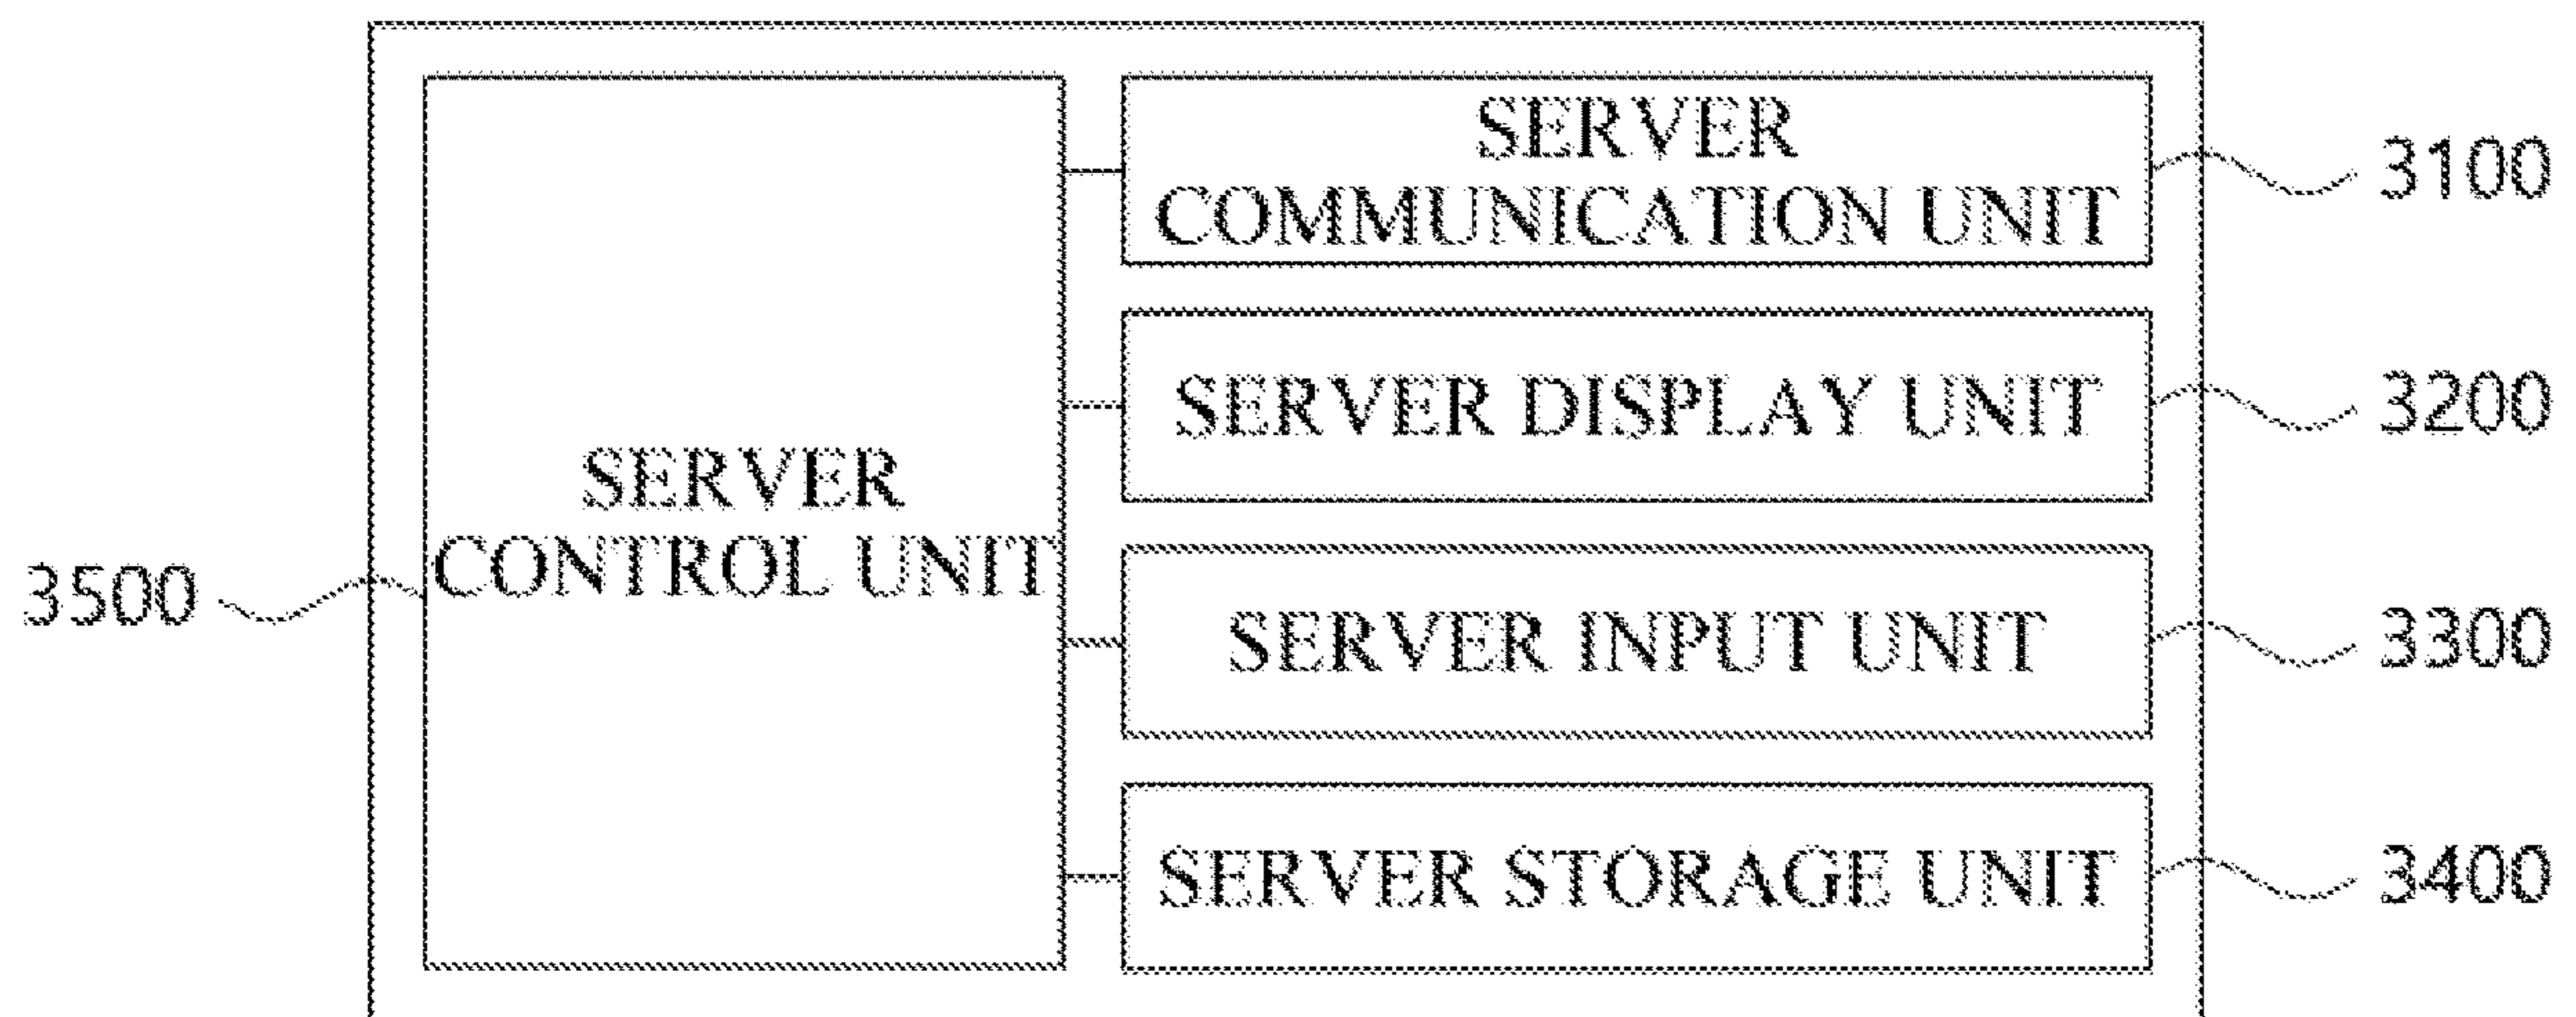 SERVER
COMMUNICATION UNIT
3100
SERVER DISPLAY UNIT
3200
SERVER
CONTROL UNIT
3500
SERVER INPUT UNIT
3300
SERVER STORAGE UNIT
3400